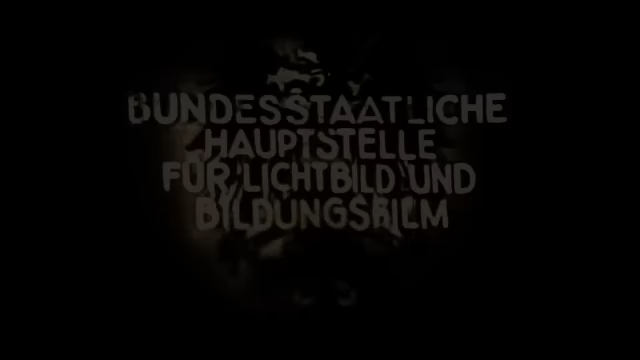 BUNDESSTAATLICHE
HAUPTSTELLE
FÜR LICHTBILD UND
BILDUNGSFILM